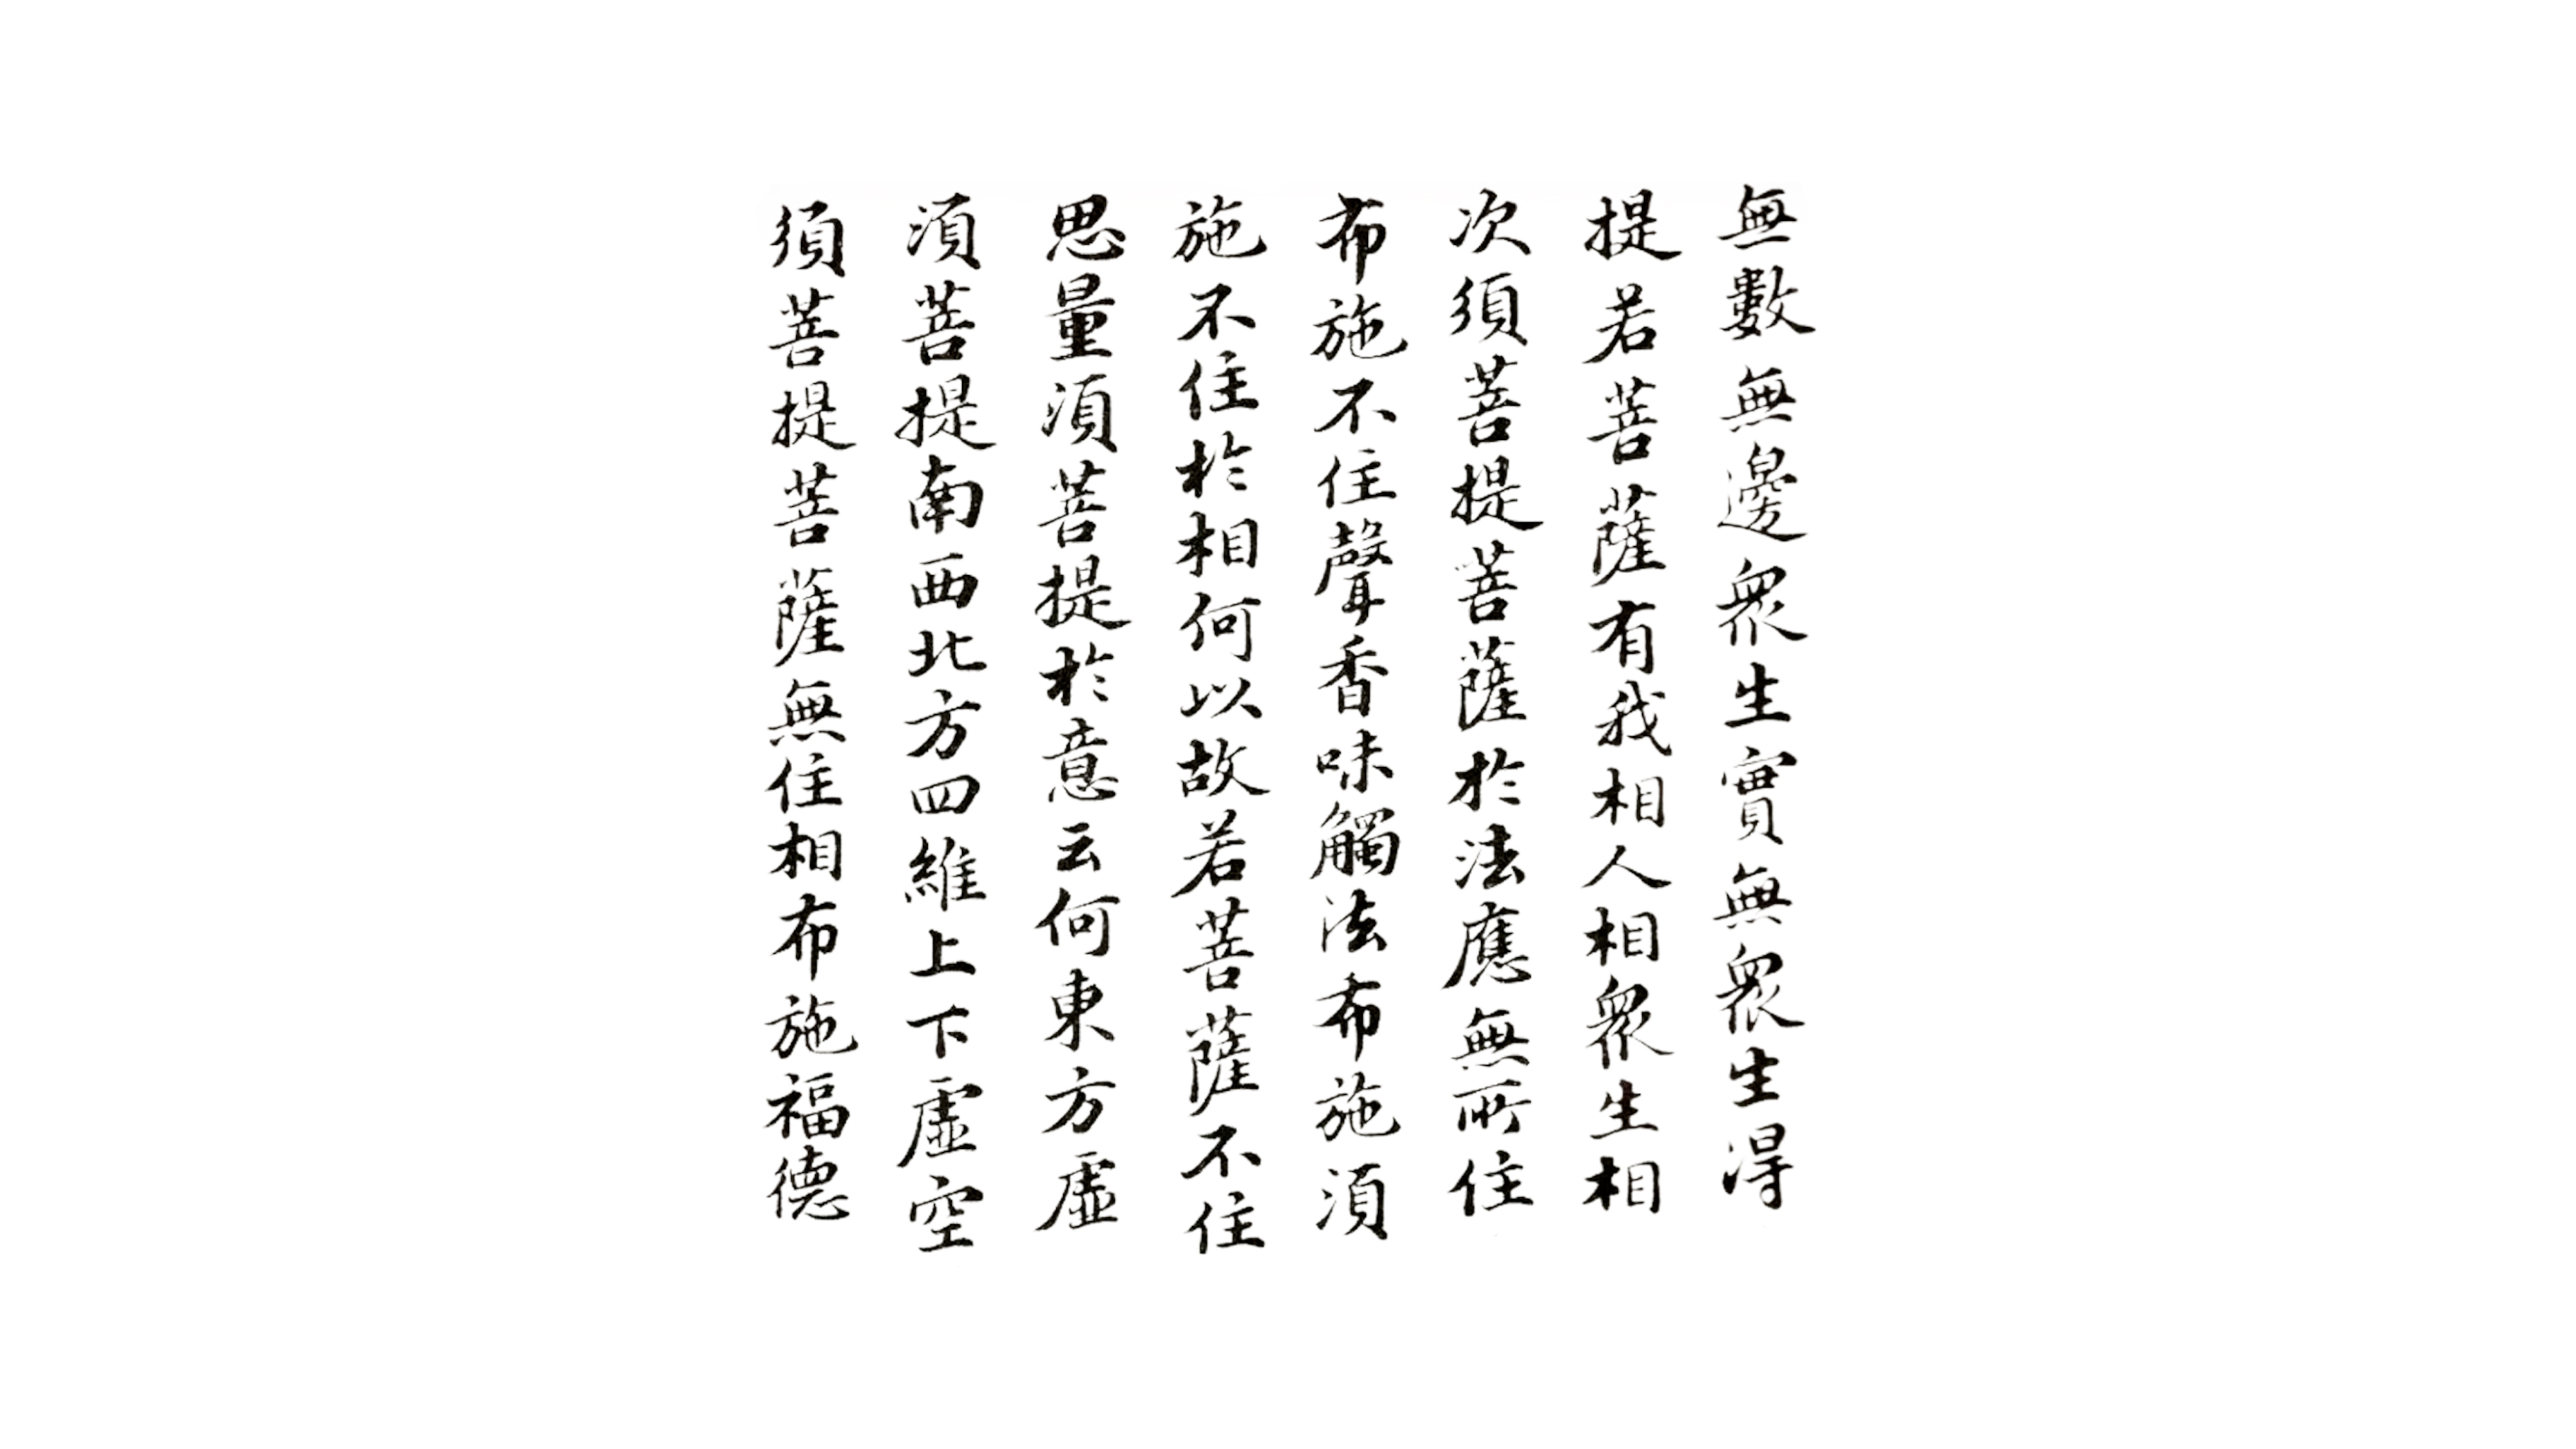 無數無邊衆生實無衆生得
提若菩薩有我相人相衆生相
次須菩提菩薩於法應無所住
布施不住聲香味觸法布施須
施不住於相何以故若菩薩不住
思量須菩提於意云何東方虛
須菩提南西北方四維上下虛空
須菩提菩薩無住相布施福德